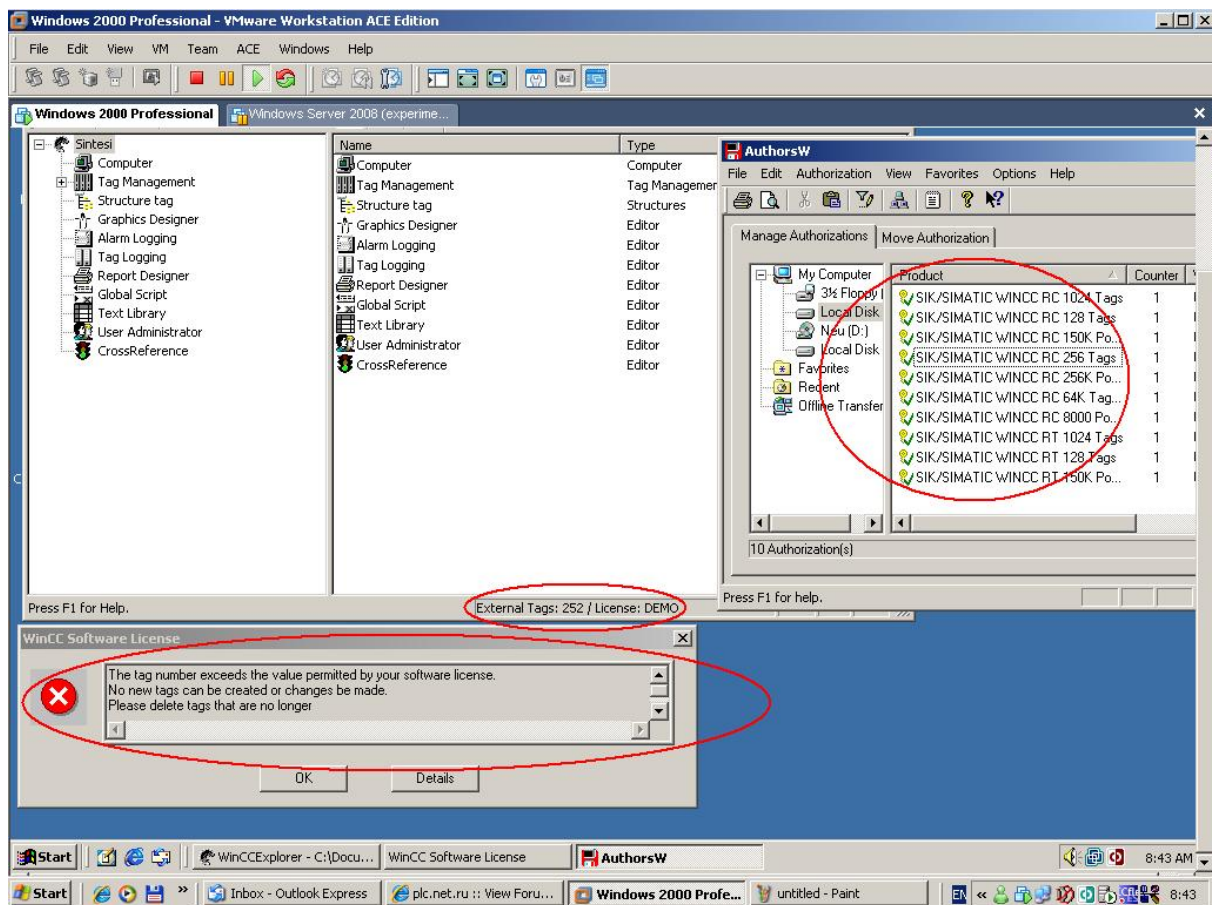 Windows 2000 Professional - VMware Workstation ACE Edition
File Edit View VM Team ACE Windows Help
Windows 2000 Professional Windows Server 2008 (experime...
Sintesi
Computer
Tag Management
Structure tag
Graphics Designer
Alarm Logging
Tag Logging
Report Designer
Global Script
Text Library
User Administrator
CrossReference
Name Type
Computer Computer
Tag Management Tag Managemer
Structure tag Structures
Graphics Designer Editor
Alarm Logging Editor
Tag Logging Editor
Report Designer Editor
Global Script Editor
Text Library Editor
User Administrator Editor
CrossReference Editor
Press F1 for Help.
External Tags: 252 / License: DEMO
AuthorsW
File Edit Authorization View Favorites Options Help
Manage Authorizations Move Authorization
My Computer
3½ Floppy
Local Disk
Neu (D:)
Local Disk
Favorites
Recent
Offline Transfer
Product Counter
SIK/SIMATIC WINCC RC 1024 Tags 1
SIK/SIMATIC WINCC RC 128 Tags 1
SIK/SIMATIC WINCC RC 150K Po... 1
SIK/SIMATIC WINCC RC 256 Tags 1
SIK/SIMATIC WINCC RC 256K Po... 1
SIK/SIMATIC WINCC RC 64K Tag... 1
SIK/SIMATIC WINCC RC 8000 Po... 1
SIK/SIMATIC WINCC RT 1024 Tags 1
SIK/SIMATIC WINCC RT 128 Tags 1
SIK/SIMATIC WINCC RT 150K Po... 1
10 Authorization(s)
Press F1 for help.
WinCC Software License
The tag number exceeds the value permitted by your software license.
No new tags can be created or changes be made.
Please delete tags that are no longer
OK Details
Start WinCCExplorer - C:\Docu... WinCC Software License AuthorsW 8:43 AM
Start Inbox - Outlook Express plc.net.ru :: View Foru... Windows 2000 Profe... untitled - Paint EN 8:43